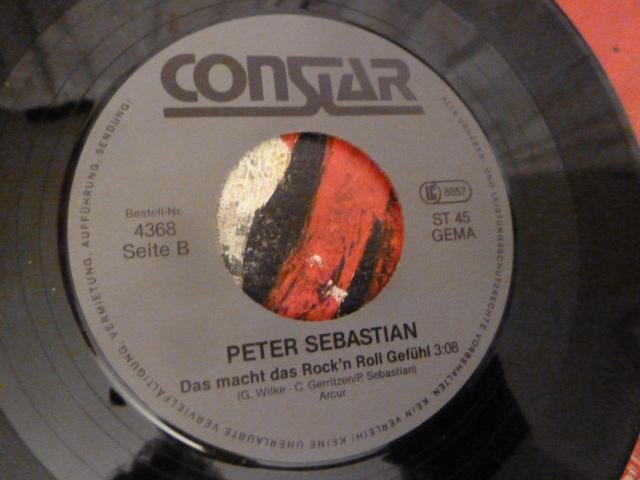 CONSTAR
Bestell-Nr.
4368
Seite B
LC 8857
ST 45
GEMA
PETER SEBASTIAN
Das macht das Rock'n Roll Gefühl 3:08
(G. Wilke - C. Gerritzen/P. Sebastian)
Arcur
ALLE URHEBER- UND LEISTUNGSSCHUTZRECHTE VORBEHALTEN. KEIN VERLEIH! KEINE UNERLAUBTE VERVIELFÄLTIGUNG, VERMIETUNG, AUFFÜHRUNG, SENDUNG!